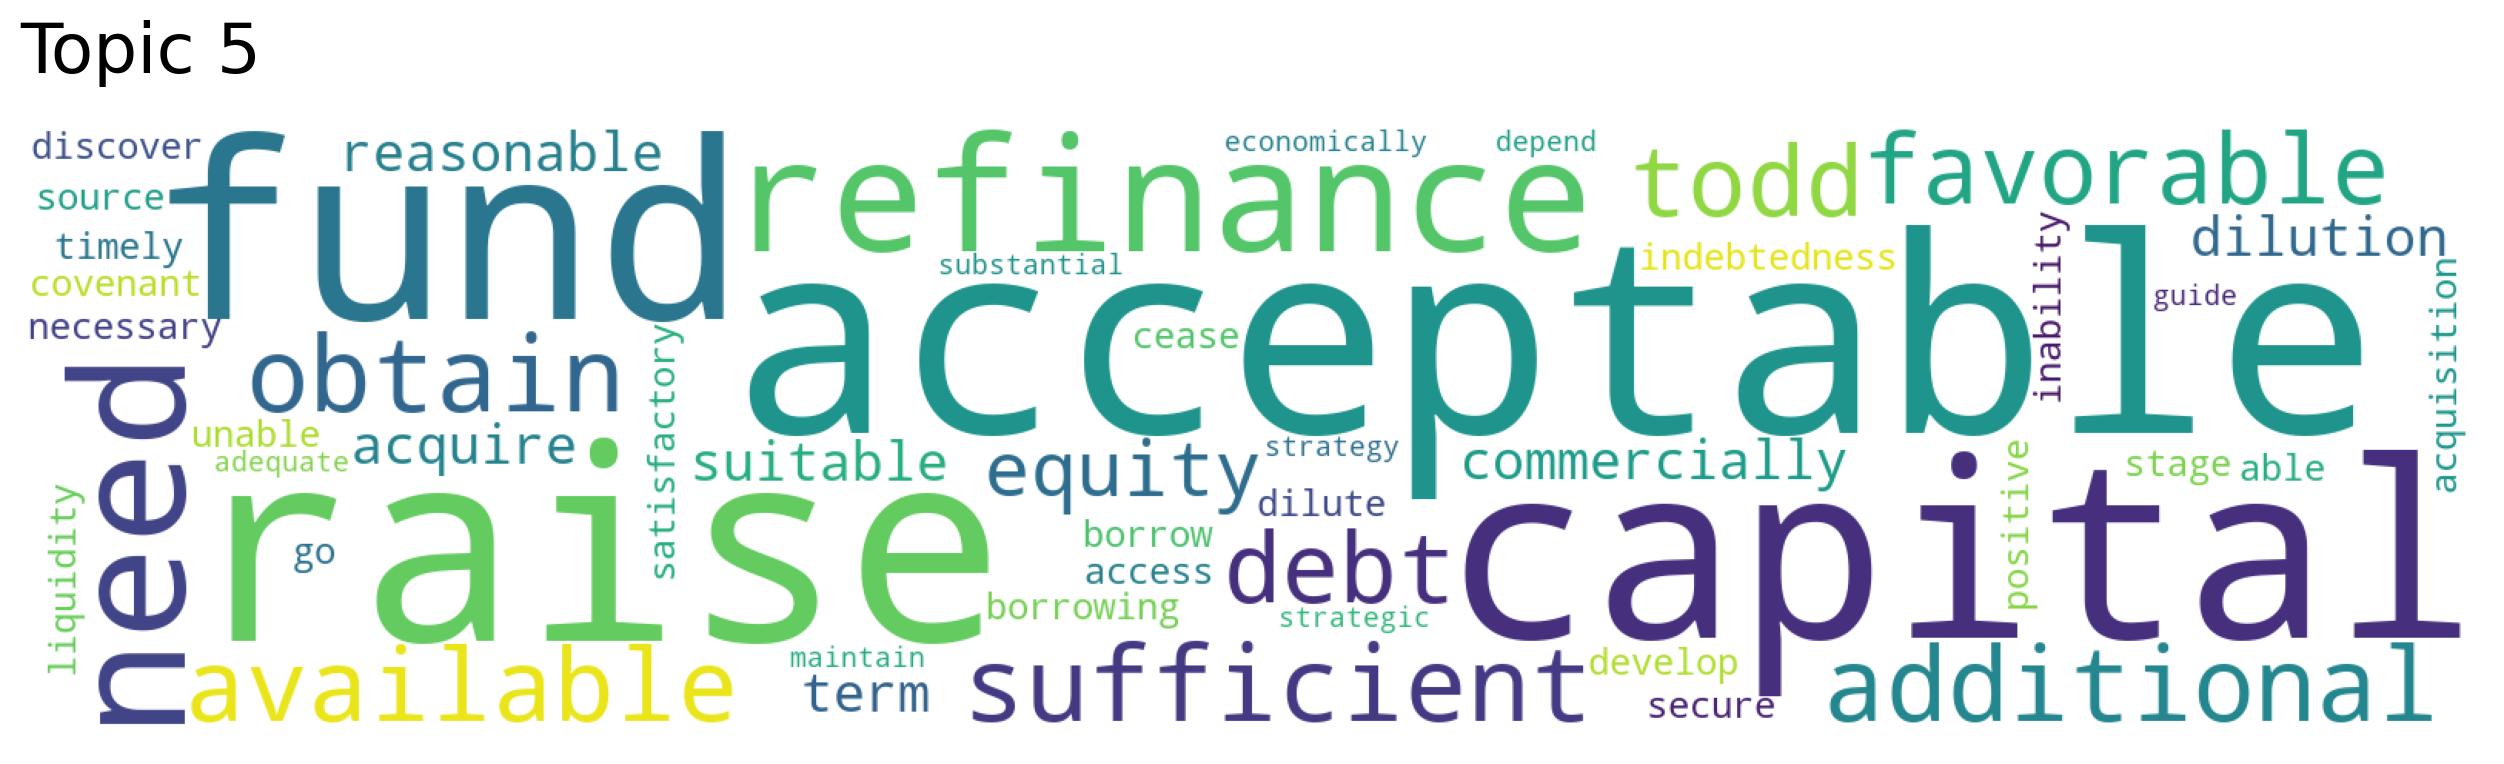 Topic 5
discover
reasonable
economically
depend
source
fund
refinance
todd
favorable
timely
substantial
indebtedness
inability
dilution
covenant
guide
necessary
acceptable
cease
acquisition
need
obtain
satisfactory
unable
acquire
adequate
suitable
equity
strategy
commercially
positive
stage
able
dilute
liquidity
go
raise
borrow
access
debt
capital
borrowing
strategic
available
maintain
term
sufficient
develop
secure
additional